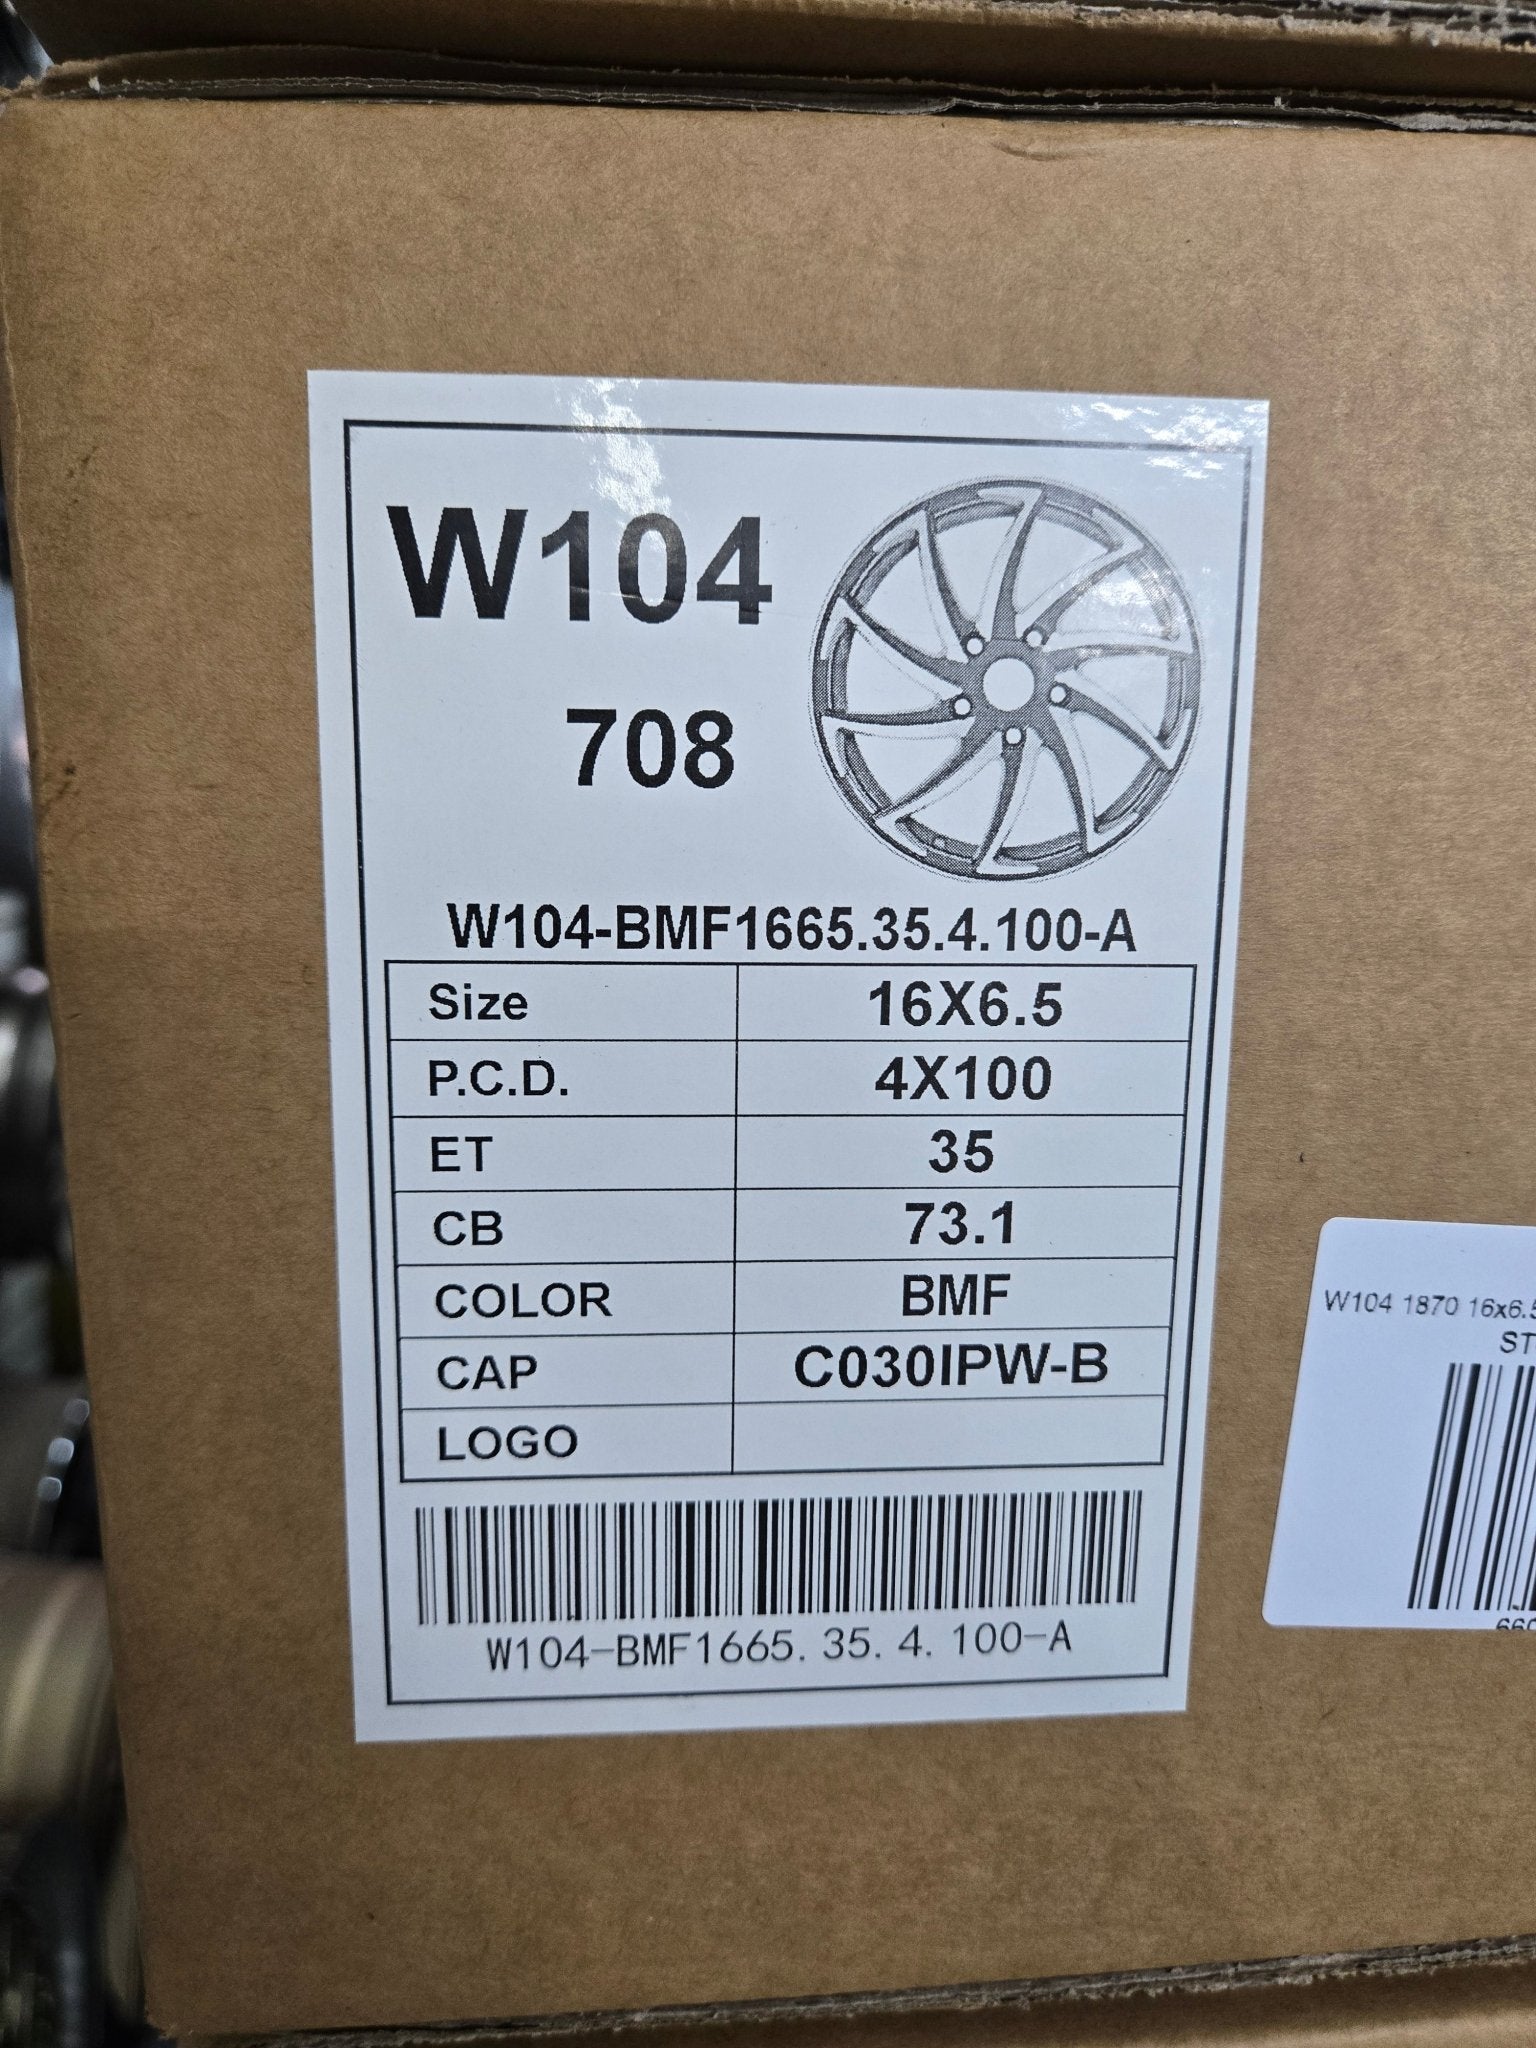 W104
708
W104-BMF1665.35.4.100-A
Size 16X6.5
P.C.D. 4X100
ET 35
CB 73.1
COLOR BMF
CAP C030IPW-B
LOGO
W104-BMF1665.35.4.100-A
W104 1870 16x6.5
ST
660